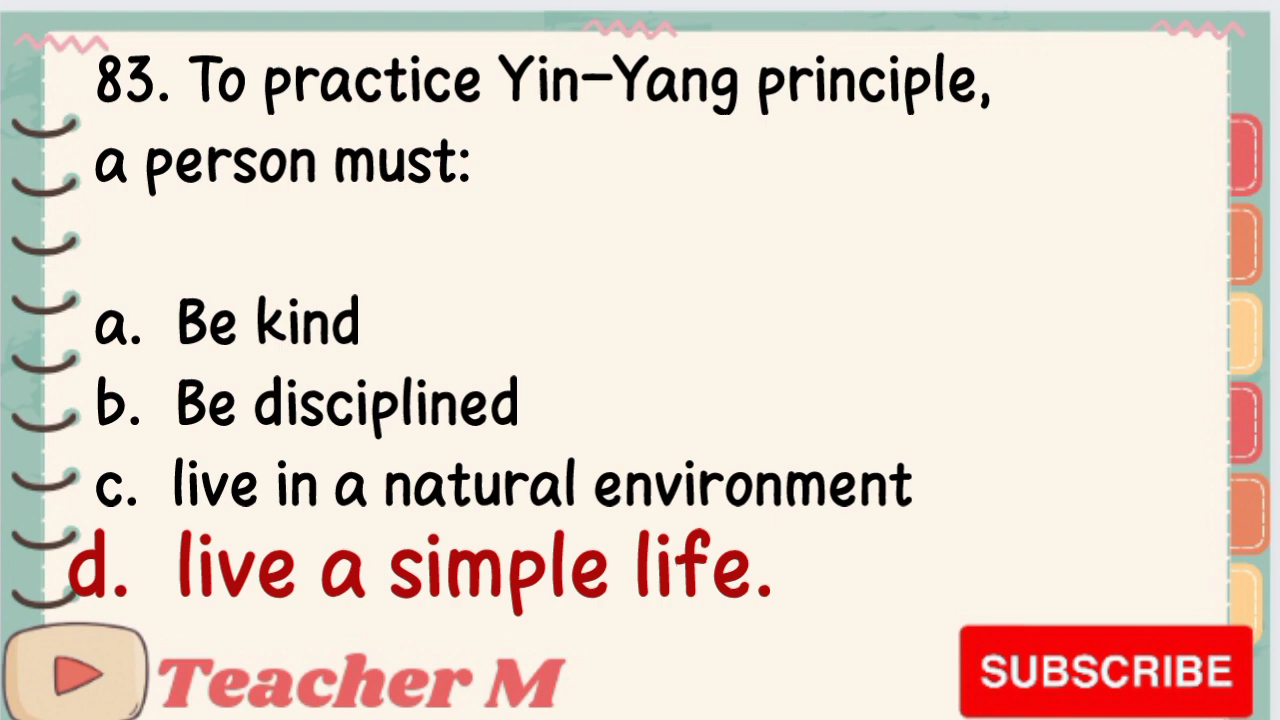 83. To practice Yin-Yang principle,
a person must:
a. Be kind
b. Be disciplined
c. live in a natural environment
d. live a simple life.
Teacher M
SUBSCRIBE